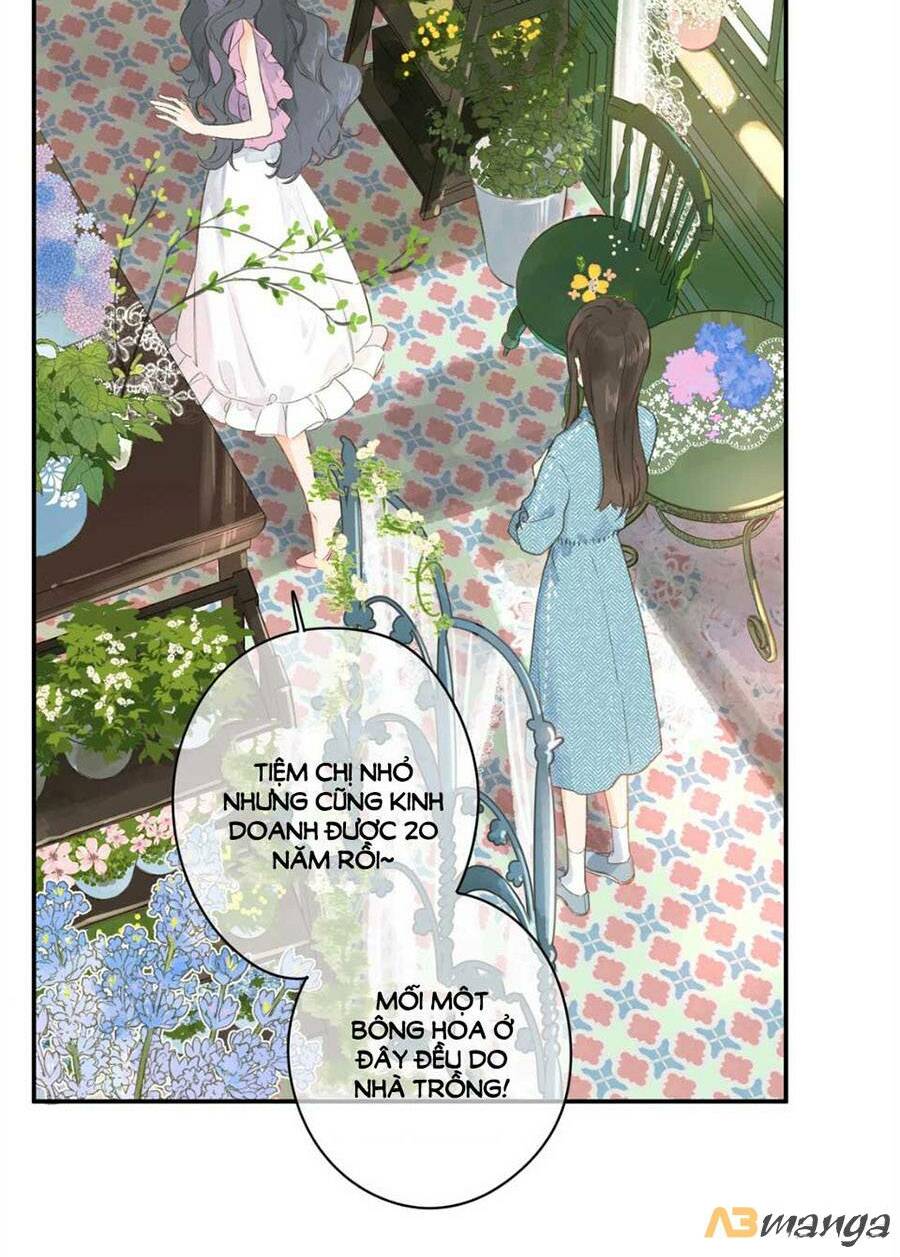 TIỆM CHỊ NHỎ
NHƯNG CŨNG KINH
DOANH ĐƯỢC 20
NĂM RỒI~
MỐI MỘT
BÔNG HOA Ở
ĐÂY ĐỀU DO
NHÀ TRỒNG!
A3manga